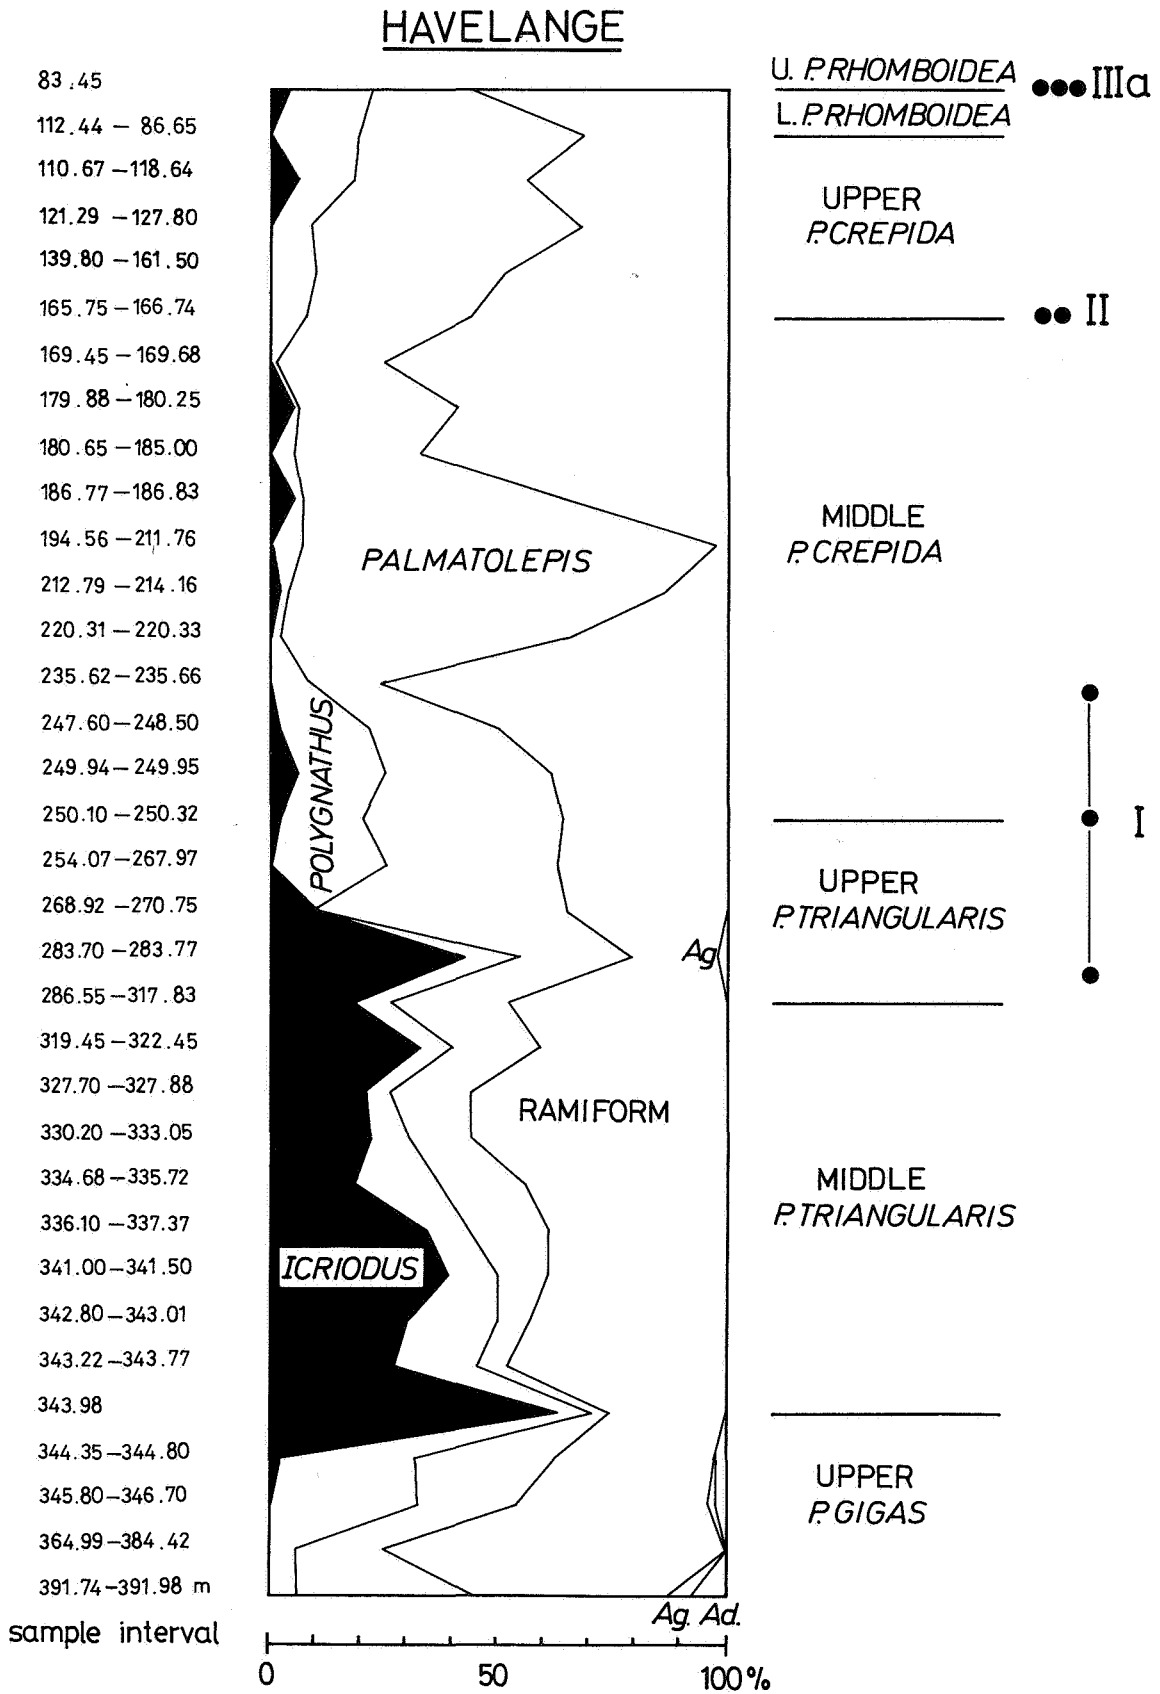 HAVELANGE
83.45
112.44 – 86.65
110.67 – 118.64
121.29 – 127.80
139.80 – 161.50
165.75 – 166.74
169.45 – 169.68
179.88 – 180.25
180.65 – 185.00
186.77 – 186.83
194.56 – 211.76
212.79 – 214.16
220.31 – 220.33
235.62 – 235.66
247.60 – 248.50
249.94 – 249.95
250.10 – 250.32
254.07 – 267.97
268.92 – 270.75
283.70 – 283.77
286.55 – 317.83
319.45 – 322.45
327.70 – 327.88
330.20 – 333.05
334.68 – 335.72
336.10 – 337.37
341.00 – 341.50
342.80 – 343.01
343.22 – 343.77
343.98
344.35 – 344.80
345.80 – 346.70
364.99 – 384.42
391.74 – 391.98 m
sample interval
PALMATOLEPIS
POLYGNATHUS
Ag
RAMIFORM
ICRIODUS
Ag. Ad.
0 50 100%
U. P. RHOMBOIDEA
L. P. RHOMBOIDEA
UPPER
P. CREPIDA
MIDDLE
P. CREPIDA
UPPER
P. TRIANGULARIS
MIDDLE
P. TRIANGULARIS
UPPER
P. GIGAS
IIIa
II
I